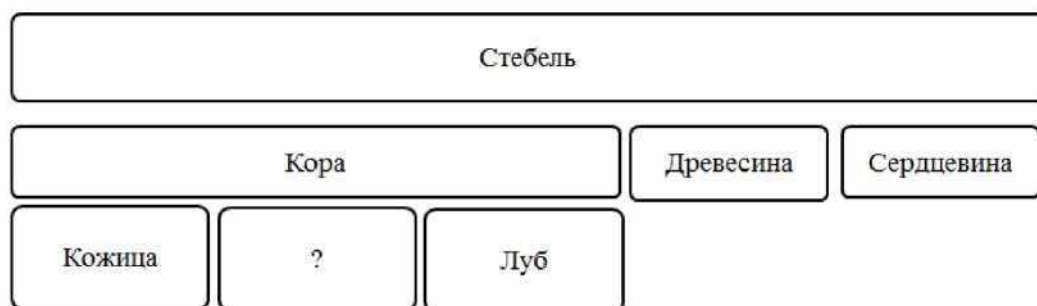 Стебель
Кора
Древесина
Сердцевина
Кожица
?
Луб